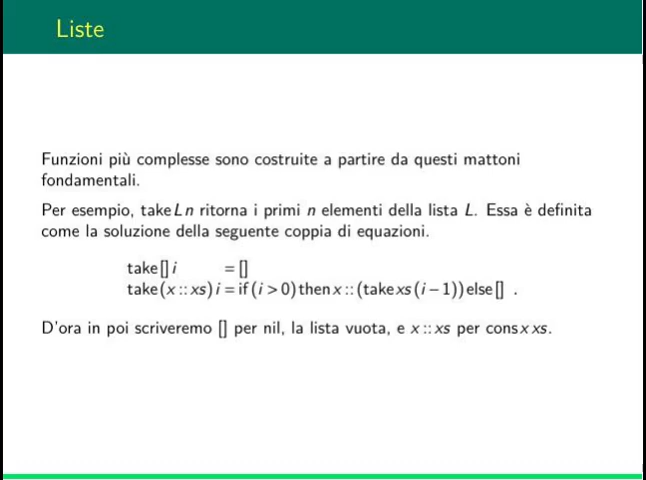 Liste
Funzioni più complesse sono costruite a partire da questi mattoni
fondamentali.
Per esempio, take L n ritorna i primi n elementi della lista L. Essa è definita
come la soluzione della seguente coppia di equazioni.
take [] i = []
take (x :: xs) i = if (i > 0) then x :: (take xs (i − 1)) else [] .
D'ora in poi scriveremo [] per nil, la lista vuota, e x :: xs per cons x xs.